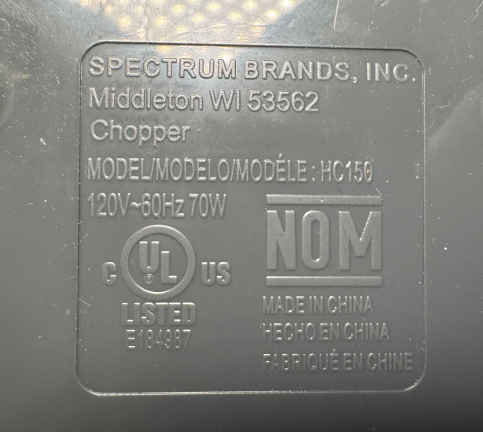 SPECTRUM BRANDS, INC.
Middleton WI 53562
Chopper
MODEL/MODELO/MODÈLE : HC150
120V~60Hz 70W
C UL US
LISTED
E184987
NOM
MADE IN CHINA
HECHO EN CHINA
FABRIQUÉ EN CHINE